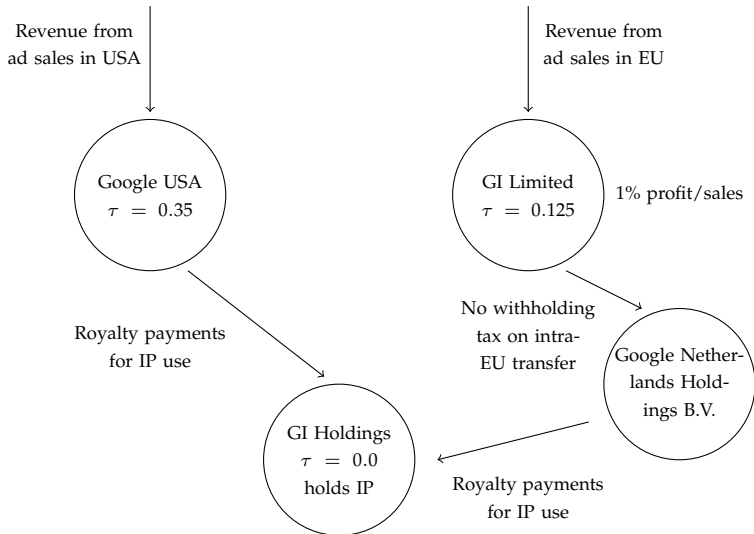 Revenue from
ad sales in USA
Revenue from
ad sales in EU
Google USA
τ = 0.35
GI Limited
τ = 0.125
1% profit/sales
No withholding
tax on intra-
EU transfer
Royalty payments
for IP use
Google Nether-
lands Hold-
ings B.V.
GI Holdings
τ = 0.0
holds IP
Royalty payments
for IP use